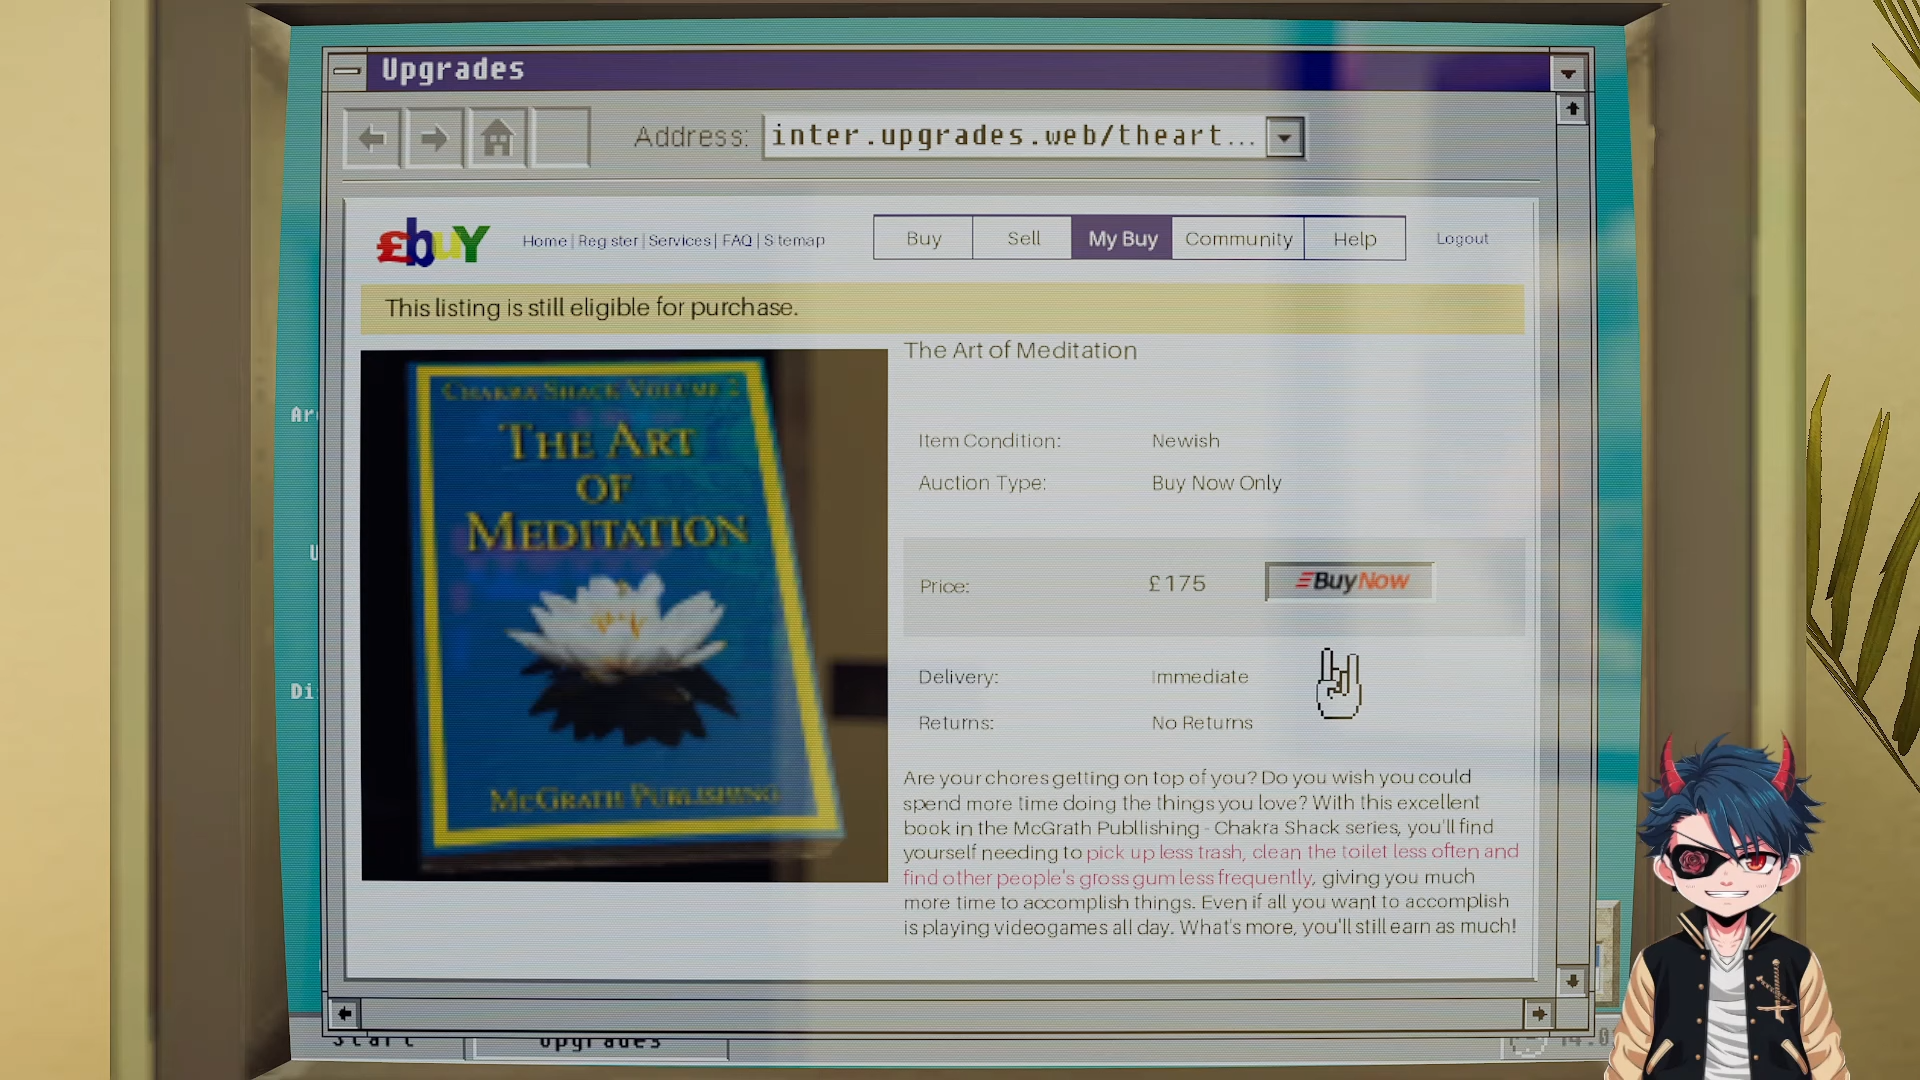 Upgrades
Address: inter.upgrades.web/theart...
£buY
Home | Register | Services | FAQ | Sitemap
Buy Sell My Buy Community Help Logout
This listing is still eligible for purchase.
The Art of Meditation
CHAKRA SHACK VOLUME 2
THE ART
OF
MEDITATION
MCGRATH PUBLISHING
Item Condition: Newish
Auction Type: Buy Now Only
Price: £175 BuyNow
Delivery: Immediate
Returns: No Returns
Are your chores getting on top of you? Do you wish you could
spend more time doing the things you love? With this excellent
book in the McGrath Publlishing - Chakra Shack series, you'll find
yourself needing to pick up less trash, clean the toilet less often and
find other people's gross gum less frequently, giving you much
more time to accomplish things. Even if all you want to accomplish
is playing videogames all day. What's more, you'll still earn as much!
Ar
U
Di
Start Upgrades